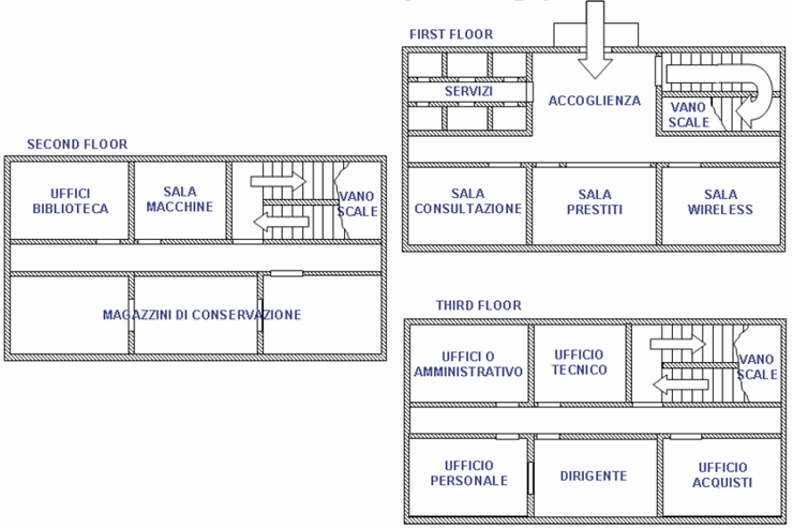 FIRST FLOOR
SERVIZI
ACCOGLIENZA
VANO
SCALE
SALA
CONSULTAZIONE
SALA
PRESTITI
SALA
WIRELESS
SECOND FLOOR
UFFICI
BIBLIOTECA
SALA
MACCHINE
VANO
SCALE
MAGAZZINI DI CONSERVAZIONE
THIRD FLOOR
UFFICI O
AMMINISTRATIVO
UFFICIO
TECNICO
VANO
SCALE
UFFICIO
PERSONALE
DIRIGENTE
UFFICIO
ACQUISTI